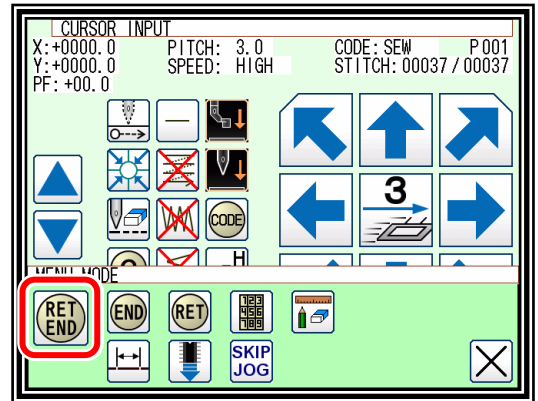 CURSOR INPUT
X:+0000.0 PITCH: 3.0 CODE:SEW P001
Y:+0000.0 SPEED: HIGH STITCH:00037/00037
PF:+00.0
3
CODE
H
MENU MODE
RET END
END
RET
123
456
789
SKIP
JOG